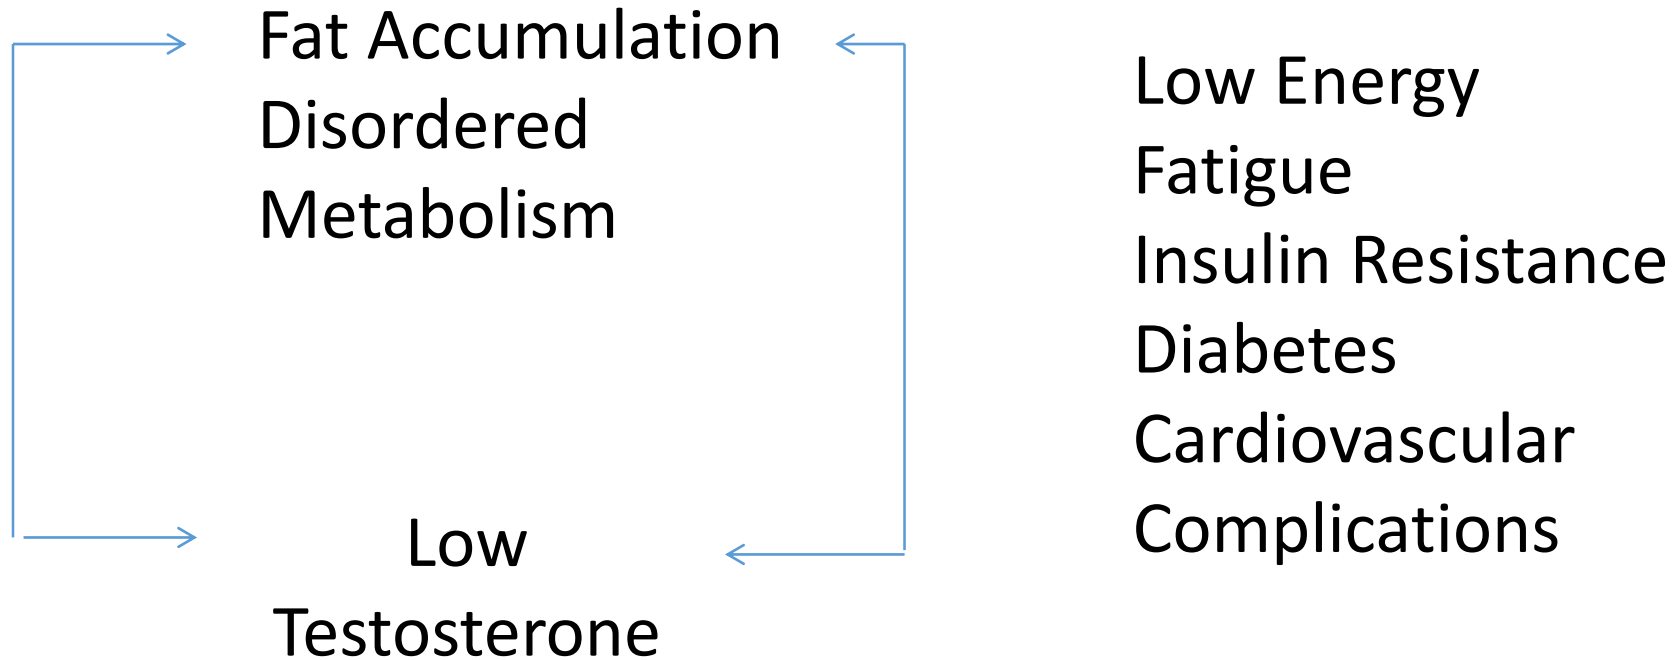 Fat Accumulation
Disordered
Metabolism
Low
Testosterone
Low Energy
Fatigue
Insulin Resistance
Diabetes
Cardiovascular
Complications